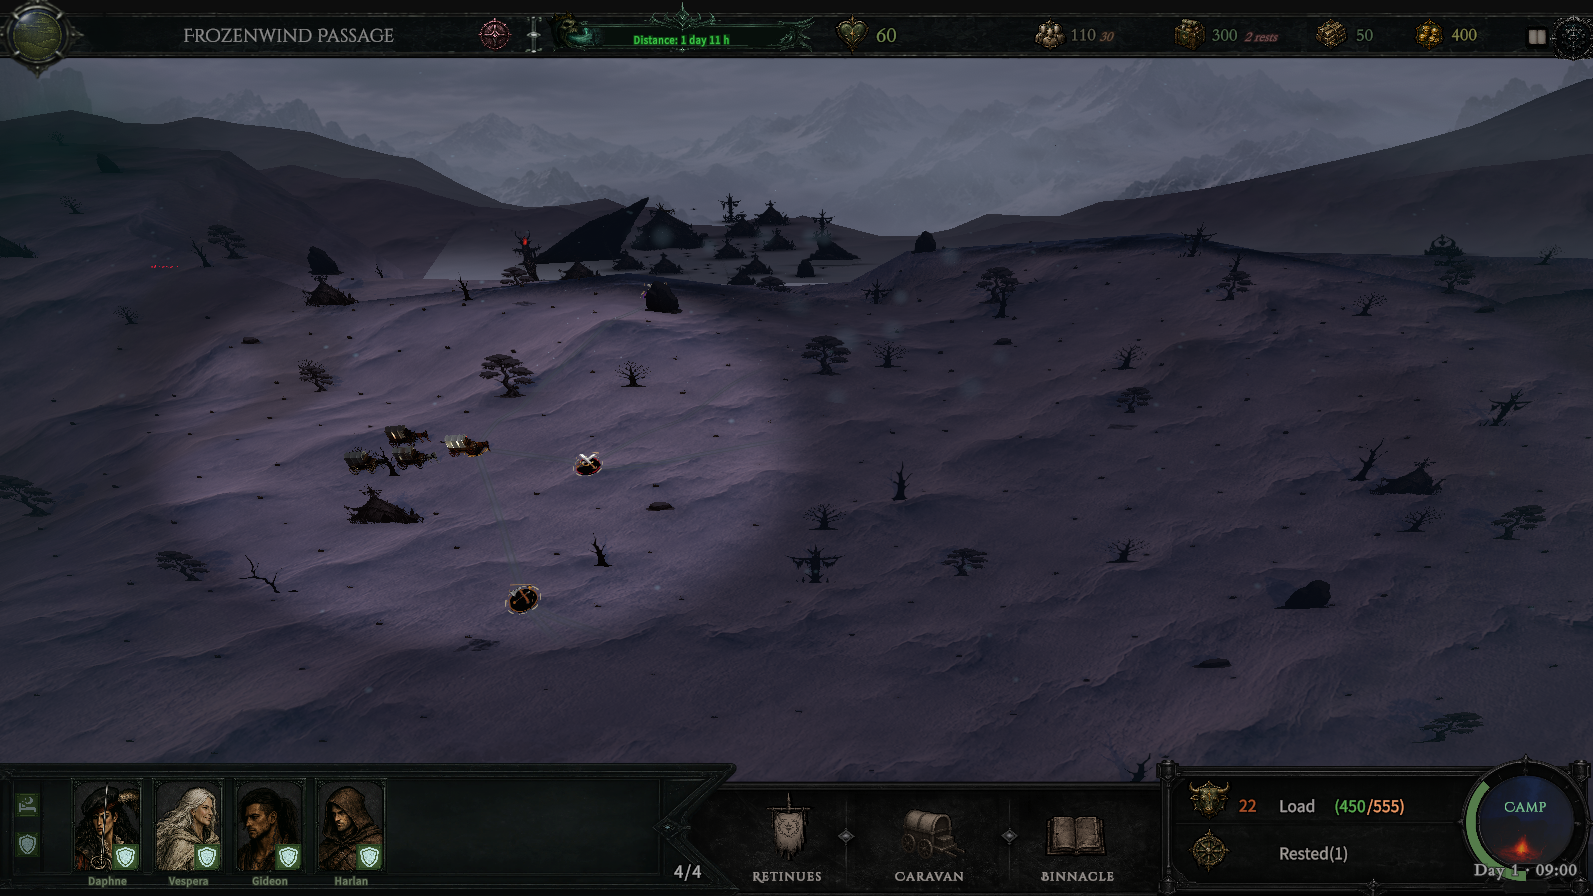 Frozenwind Passage
Distance: 1 day 11 h
60
110 30
300 2 rests
50
400
Daphne
Vespera
Gideon
Harlan
4/4
Retinues
Caravan
Binnacle
22 Load (450/555)
Rested(1)
Camp
Day 1 · 09:00